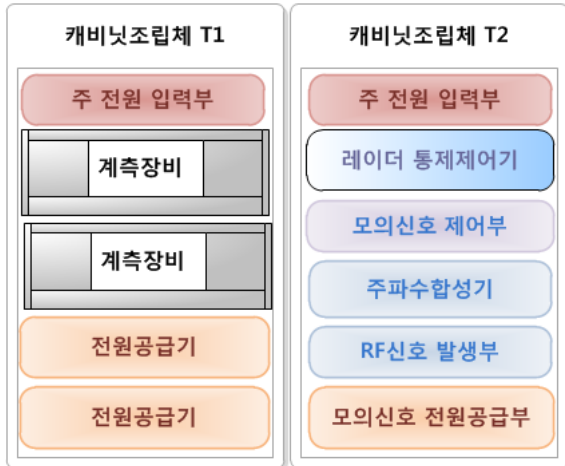 캐비닛조립체 T1
주 전원 입력부
계측장비
계측장비
전원공급기
전원공급기
캐비닛조립체 T2
주 전원 입력부
레이더 통제제어기
모의신호 제어부
주파수합성기
RF신호 발생부
모의신호 전원공급부